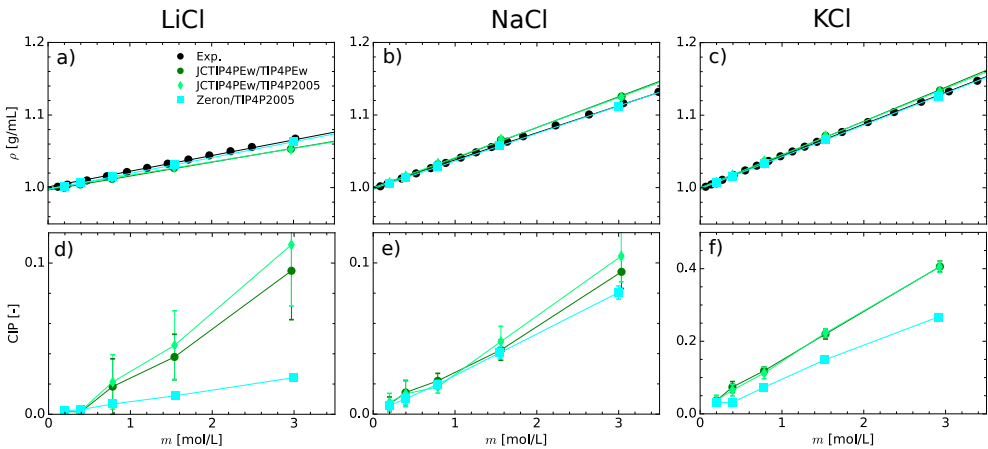 LiCl NaCl KCl
a) b) c)
Exp.
JCTIP4PEw/TIP4PEw
JCTIP4PEw/TIP4P2005
Zeron/TIP4P2005
ρ [g/mL]
1.2 1.2 1.2
1.1 1.1 1.1
1.0 1.0 1.0
d) e) f)
CIP [-]
0.1 0.1 0.4
0.2
0.0 0.0 0.0
0 1 2 3 0 1 2 3 0 1 2 3
m [mol/L] m [mol/L] m [mol/L]